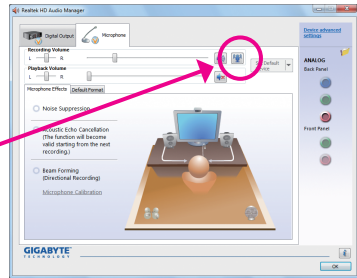 Realtek HD Audio Manager
Digital Output
Microphone
Device advanced
settings
Recording Volume
L
R
Default
Playback Volume
L
R
Microphone Effects
Default Format
Noise Suppression
Acoustic Echo Cancellation
(The function will become
valid starting from the next
recording.)
Beam Forming
(Directional Recording)
Microphone Calibration
ANALOG
Back Panel
Front Panel
GIGABYTE
TECHNOLOGY
OK